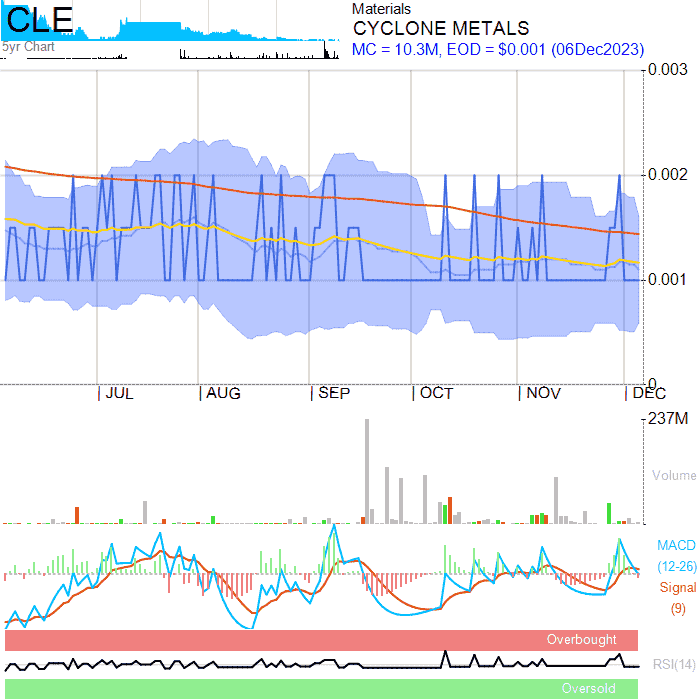 CLE
5yr Chart
Materials
CYCLONE METALS
MC = 10.3M, EOD = $0.001 (06Dec2023)
0.003
0.002
0.001
0
JUL
AUG
SEP
OCT
NOV
DEC
237M
Volume
MACD
(12-26)
Signal
(9)
Overbought
RSI(14)
Oversold